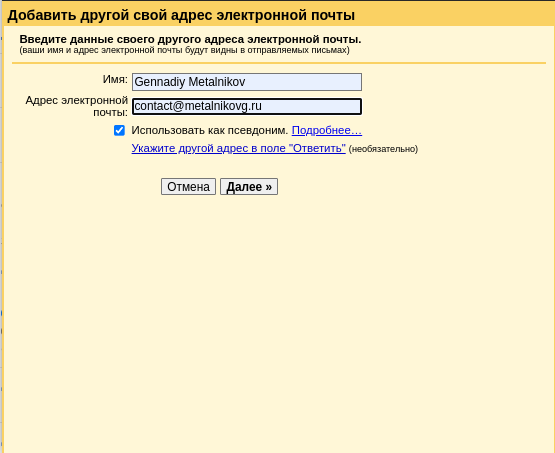 Добавить другой свой адрес электронной почты
Введите данные своего другого адреса электронной почты.
(ваши имя и адрес электронной почты будут видны в отправляемых письмах)
Имя: Gennadiy Metalnikov
Адрес электронной
почты: contact@metalnikovg.ru
Использовать как псевдоним. Подробнее…
Укажите другой адрес в поле "Ответить" (необязательно)
Отмена Далее »